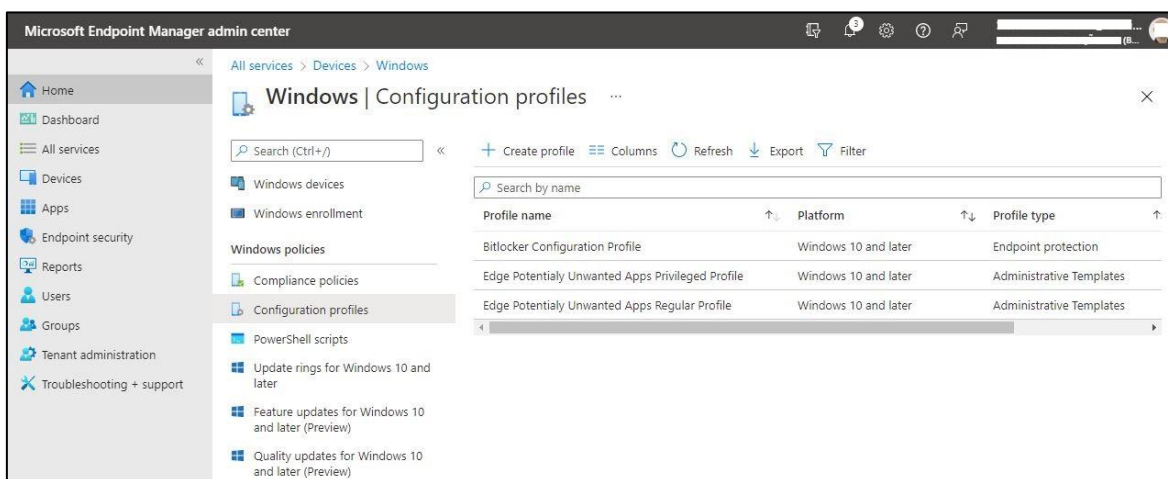 Microsoft Endpoint Manager admin center
3
...
(B...
«
All services > Devices > Windows
Home
Dashboard
All services
Devices
Apps
Endpoint security
Reports
Users
Groups
Tenant administration
Troubleshooting + support
Windows | Configuration profiles ...
Search (Ctrl+/)
«
Windows devices
Windows enrollment
Windows policies
Compliance policies
Configuration profiles
PowerShell scripts
Update rings for Windows 10 and
later
Feature updates for Windows 10
and later (Preview)
Quality updates for Windows 10
and later (Preview)
+ Create profile Columns Refresh Export Filter
Search by name
Profile name ↑↓ Platform ↑↓ Profile type ↑
Bitlocker Configuration Profile Windows 10 and later Endpoint protection
Edge Potentialy Unwanted Apps Privileged Profile Windows 10 and later Administrative Templates
Edge Potentialy Unwanted Apps Regular Profile Windows 10 and later Administrative Templates